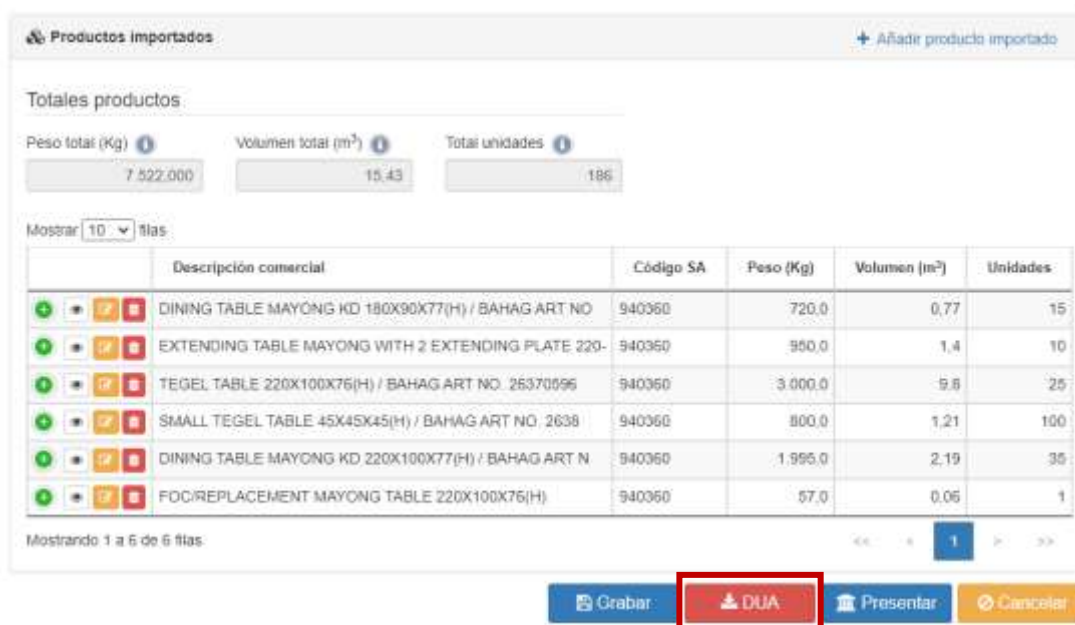 Productos importados
+ Añadir producto importado
Totales productos
Peso total (Kg)
Volumen total (m³)
Total unidades
7.522,000
15,43
186
Mostrar 10 filas
Descripción comercial Código SA Peso (Kg) Volumen (m³) Unidades
DINING TABLE MAYONG KD 180X90X77(H) / BAHAG ART NO 940360 720,0 0,77 15
EXTENDING TABLE MAYONG WITH 2 EXTENDING PLATE 220- 940360 950,0 1,4 10
TEGEL TABLE 220X100X76(H) / BAHAG ART NO. 26370596 940360 3.000,0 9,8 25
SMALL TEGEL TABLE 45X45X45(H) / BAHAG ART NO. 2638 940360 800,0 1,21 100
DINING TABLE MAYONG KD 220X100X77(H) / BAHAG ART N 940360 1.995,0 2,19 35
FOC/REPLACEMENT MAYONG TABLE 220X100X76(H) 940360 57,0 0,06 1
Mostrando 1 a 6 de 6 filas
<< < 1 > >>
Grabar DUA Presentar Cancelar